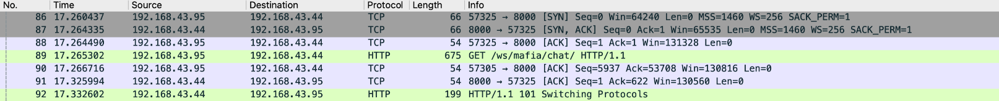 No. Time Source Destination Protocol Length Info
86 17.260437 192.168.43.95 192.168.43.44 TCP 66 57325 → 8000 [SYN] Seq=0 Win=64240 Len=0 MSS=1460 WS=256 SACK_PERM=1
87 17.264335 192.168.43.44 192.168.43.95 TCP 66 8000 → 57325 [SYN, ACK] Seq=0 Ack=1 Win=65535 Len=0 MSS=1460 WS=256 SACK_PERM=1
88 17.264490 192.168.43.95 192.168.43.44 TCP 54 57325 → 8000 [ACK] Seq=1 Ack=1 Win=131328 Len=0
89 17.265302 192.168.43.95 192.168.43.44 HTTP 675 GET /ws/mafia/chat/ HTTP/1.1
90 17.266716 192.168.43.95 192.168.43.44 TCP 54 57305 → 8000 [ACK] Seq=5937 Ack=53708 Win=130816 Len=0
91 17.325994 192.168.43.44 192.168.43.95 TCP 54 8000 → 57325 [ACK] Seq=1 Ack=622 Win=130560 Len=0
92 17.332602 192.168.43.44 192.168.43.95 HTTP 199 HTTP/1.1 101 Switching Protocols